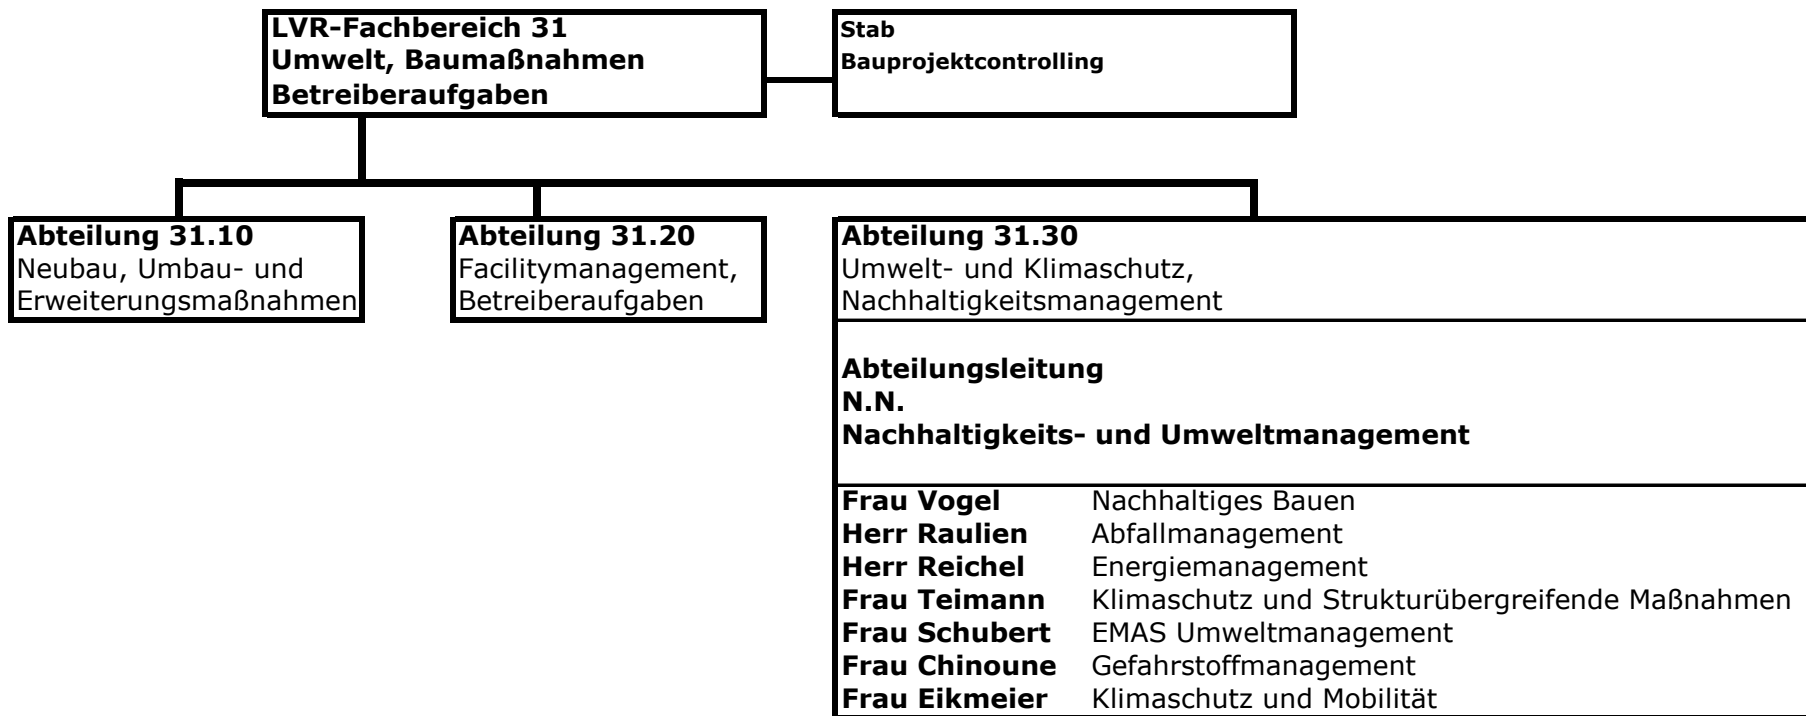 LVR-Fachbereich 31
Umwelt, Baumaßnahmen
Betreiberaufgaben
Stab
Bauprojektcontrolling
Abteilung 31.10
Neubau, Umbau- und
Erweiterungsmaßnahmen
Abteilung 31.20
Facilitymanagement,
Betreiberaufgaben
Abteilung 31.30
Umwelt- und Klimaschutz,
Nachhaltigkeitsmanagement
Abteilungsleitung
N.N.
Nachhaltigkeits- und Umweltmanagement
Frau Vogel Nachhaltiges Bauen
Herr Raulien Abfallmanagement
Herr Reichel Energiemanagement
Frau Teimann Klimaschutz und Strukturübergreifende Maßnahmen
Frau Schubert EMAS Umweltmanagement
Frau Chinoune Gefahrstoffmanagement
Frau Eikmeier Klimaschutz und Mobilität